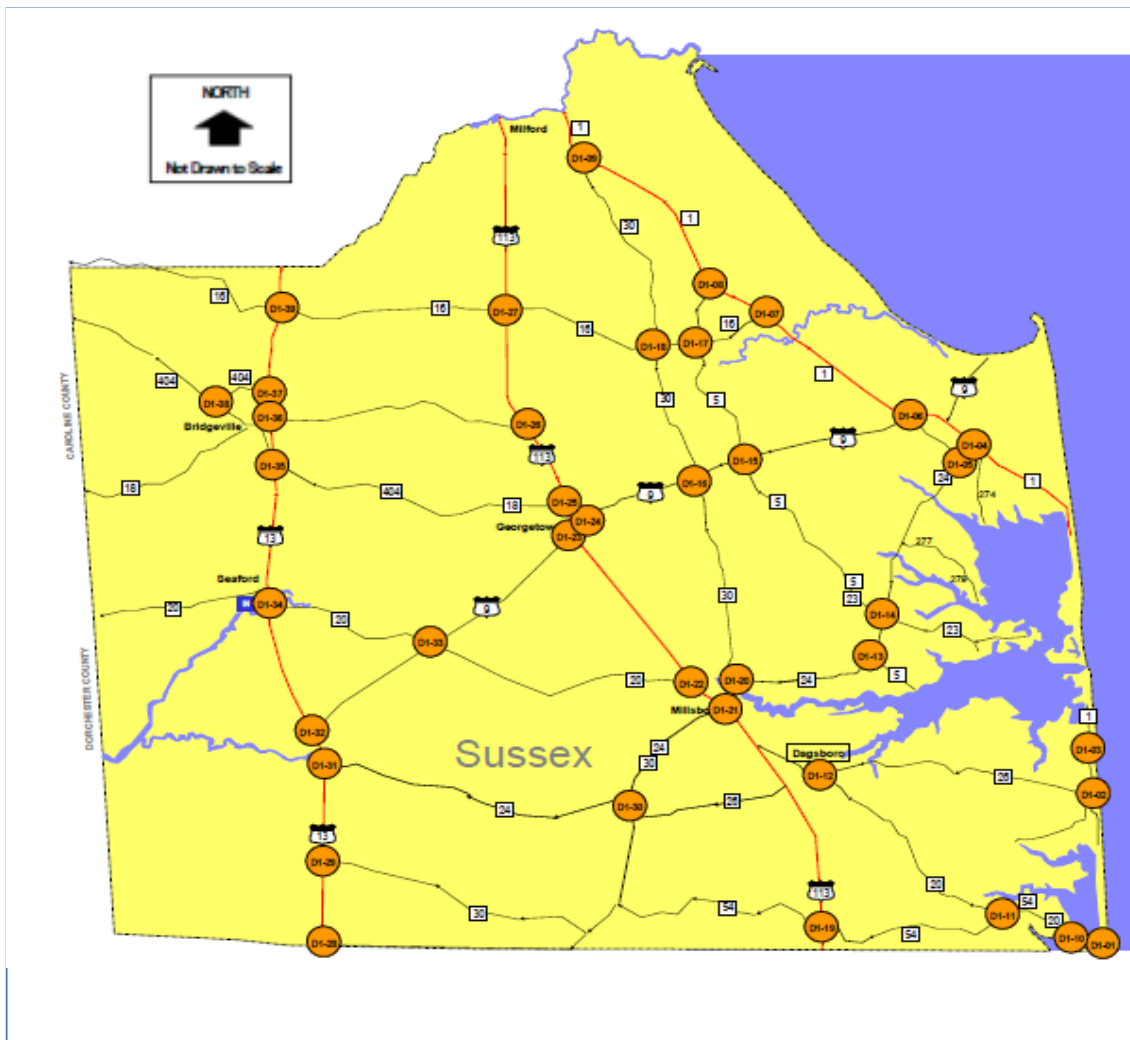 NORTH
Not Drawn to Scale
Milford
1
D1-09
30
1
113
D1-08
16
D1-39
16
D1-27
D1-07
16
16
D1-18
D1-17
1
404
404
D1-37
30
5
9
CAROLINE COUNTY
D1-38
D1-36
D1-26
D1-06
Bridgeville
113
9
D1-04
D1-35
D1-15
D1-05
24
18
404
D1-16
1
18
D1-25
9
5
274
Georgetow
D1-24
D1-23
13
277
Seaford
5
279
H
D1-34
20
9
30
23
20
D1-14
23
D1-33
D1-13
5
DORCHESTER COUNTY
20
D1-22
D1-20
24
Millsbo
D1-21
1
D1-32
24
Sussex
Dagsboro
D1-03
D1-31
30
D1-12
26
D1-02
24
D1-30
26
13
D1-29
20
113
30
54
54
D1-11
20
D1-28
D1-19
54
D1-10
D1-01